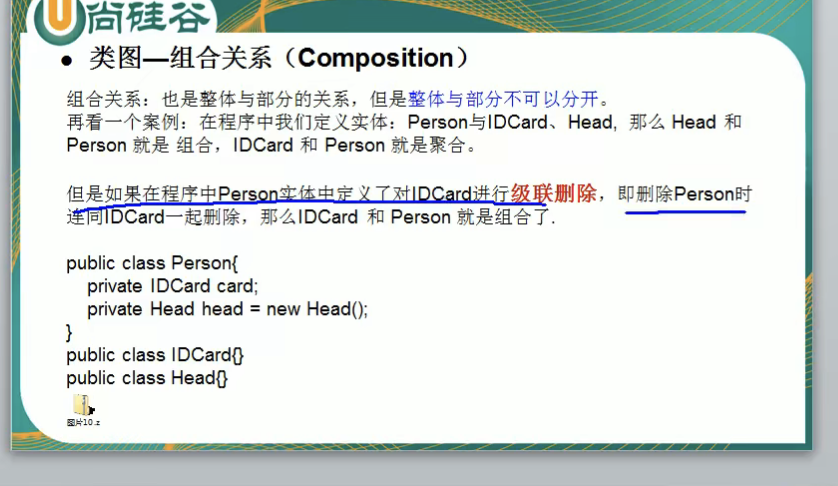 U尚硅谷
● 类图—组合关系（Composition）
组合关系：也是整体与部分的关系，但是整体与部分不可以分开。
再看一个案例：在程序中我们定义实体：Person与IDCard、Head, 那么 Head 和
Person 就是 组合，IDCard 和 Person 就是聚合。
但是如果在程序中Person实体中定义了对IDCard进行级联删除，即删除Person时
连同IDCard一起删除，那么IDCard 和 Person 就是组合了.
public class Person{
private IDCard card;
private Head head = new Head();
}
public class IDCard{}
public class Head{}
图片10.z